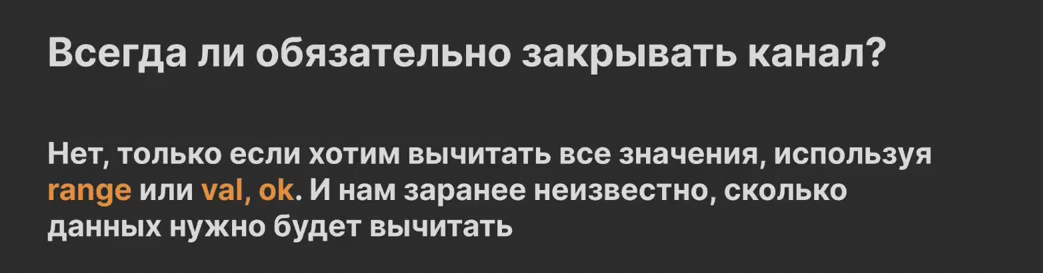 Всегда ли обязательно закрывать канал?
Нет, только если хотим вычитать все значения, используя
range или val, ok. И нам заранее неизвестно, сколько
данных нужно будет вычитать